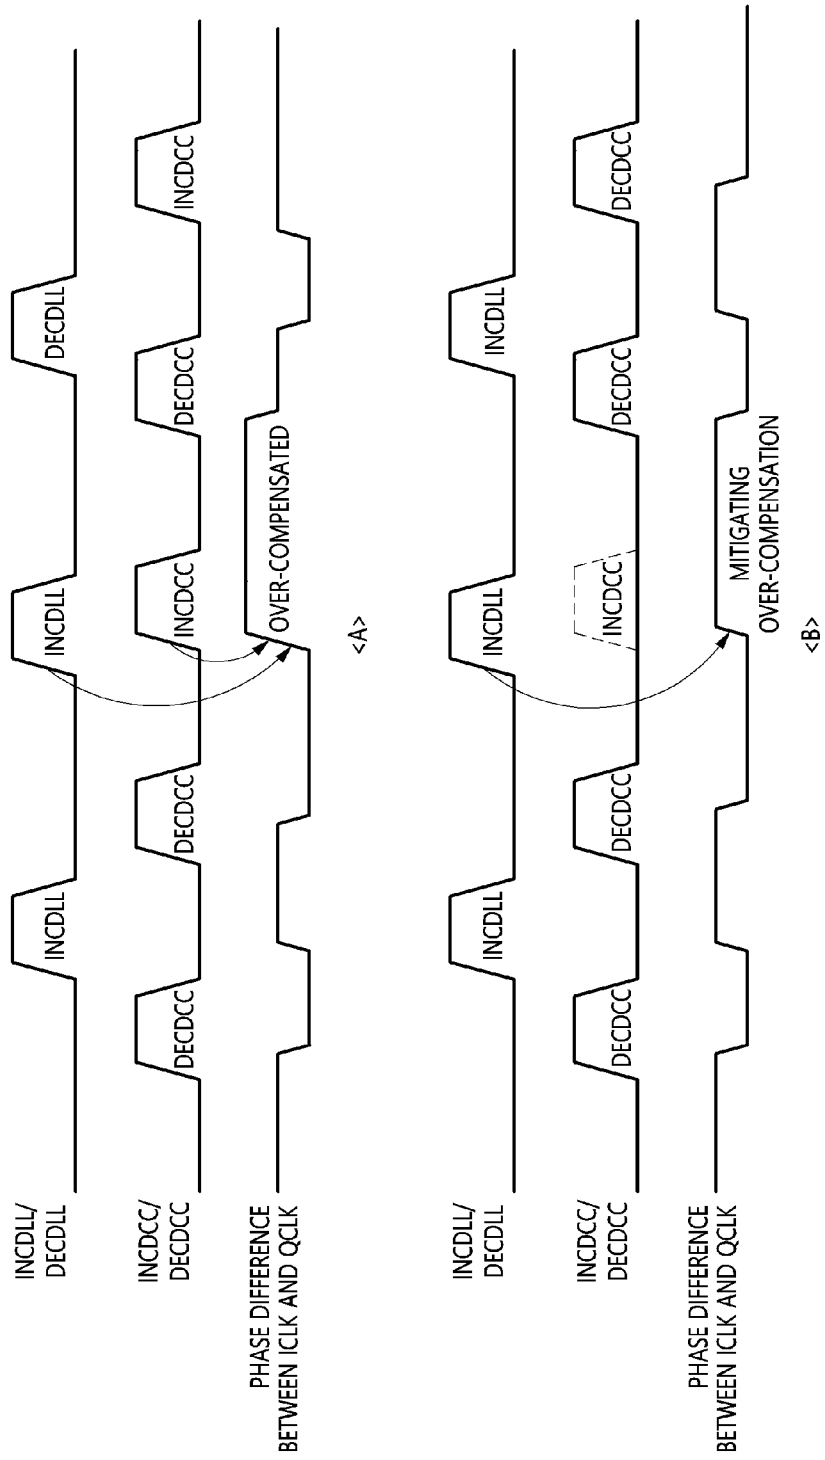 INCDLL/
DECDLL
INCDLL
INCDLL
DECDLL
INCDCC/
DECDCC
DECDCC
DECDCC
INCDCC
DECDCC
INCDCC
PHASE DIFFERENCE
BETWEEN ICLK AND QCLK
OVER-COMPENSATED
<A>
INCDLL/
DECDLL
INCDLL
INCDLL
INCDLL
INCDCC/
DECDCC
DECDCC
DECDCC
INCDCC
DECDCC
DECDCC
PHASE DIFFERENCE
BETWEEN ICLK AND QCLK
MITIGATING
OVER-COMPENSATION
<B>